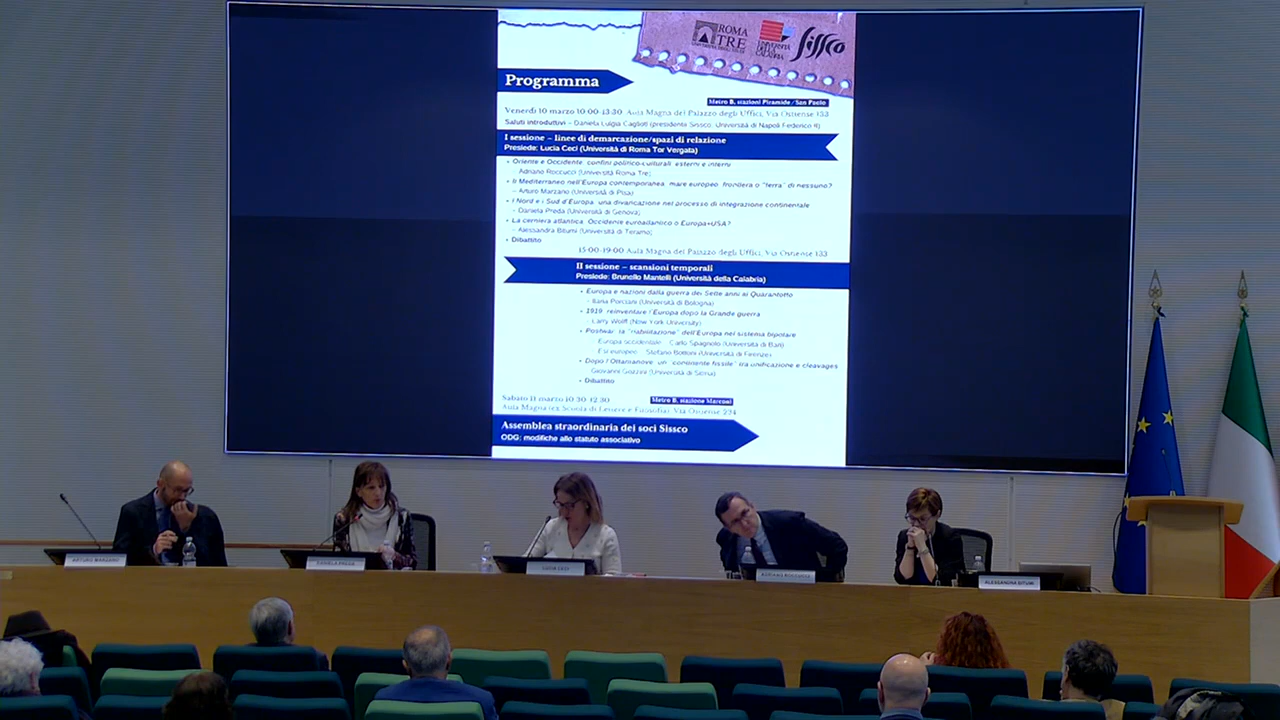 ROMA
TRE
UNIVERSITÀ
DELLA
CALABRIA
Sissco
Programma
Metro B, stazioni Piramide/San Paolo
Venerdì 10 marzo 10:00-13:30 Aula Magna del Palazzo degli Uffici, Via Ostiense 133
Saluti introduttivi – Daniela Luigia Caglioti (presidente Sissco, Università di Napoli Federico II)
I sessione – linee di demarcazione/spazi di relazione
Presiede: Lucia Ceci (Università di Roma Tor Vergata)
• Oriente e Occidente: confini politico-culturali, esterni e interni
– Adriano Roccucci (Università Roma Tre)
• Il Mediterraneo nell'Europa contemporanea: mare europeo, frontiera o "terra" di nessuno?
– Arturo Marzano (Università di Pisa)
• I Nord e i Sud d'Europa: una divaricazione nel processo di integrazione continentale
– Daniela Preda (Università di Genova)
• La cerniera atlantica. Occidente euroatlantico o Europa+USA?
– Alessandra Bitumi (Università di Teramo)
• Dibattito
15:00-19:00 Aula Magna del Palazzo degli Uffici, Via Ostiense 133
II sessione – scansioni temporali
Presiede: Brunello Mantelli (Università della Calabria)
• Europa e nazioni dalla guerra dei Sette anni al Quarantotto
– Ilaria Porciani (Università di Bologna)
• 1919: reinventare l'Europa dopo la Grande guerra
– Larry Wolff (New York University)
• Postwar: la "riabilitazione" dell'Europa nel sistema bipolare
Europa occidentale – Carlo Spagnolo (Università di Bari)
Est europeo – Stefano Bottoni (Università di Firenze)
• Dopo l'Ottantanove: un "continente fissile" tra unificazione e cleavages
– Giovanni Gozzini (Università di Siena)
• Dibattito
Sabato 11 marzo 10:30-12:30
Metro B, stazione Marconi
Aula Magna (ex Scuola di Lettere e Filosofia), Via Ostiense 234
Assemblea straordinaria dei soci Sissco
ODG: modifiche allo statuto associativo
ARTURO MARZANO
DANIELA PREDA
LUCIA CECI
ADRIANO ROCCUCCI
ALESSANDRA BITUMI